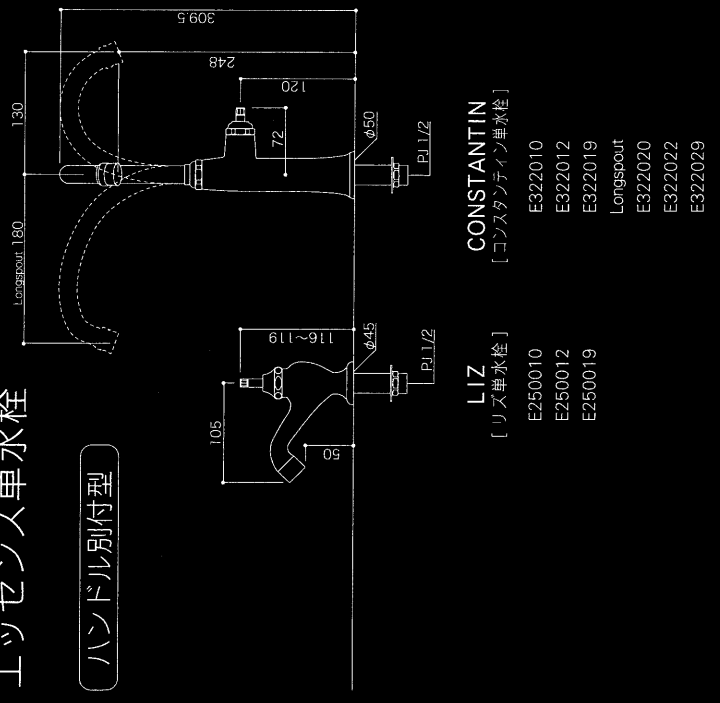 エッセンス単水栓
ハンドル別付型
105
50
116~119
φ45
PJ 1/2
LIZ
[ リズ単水栓 ]
E250010
E250012
E250019
Longspout 180
130
309.5
248
120
72
φ50
PJ 1/2
CONSTANTIN
[ コンスタンティン単水栓 ]
E322010
E322012
E322019
Longspout
E322020
E322022
E322029